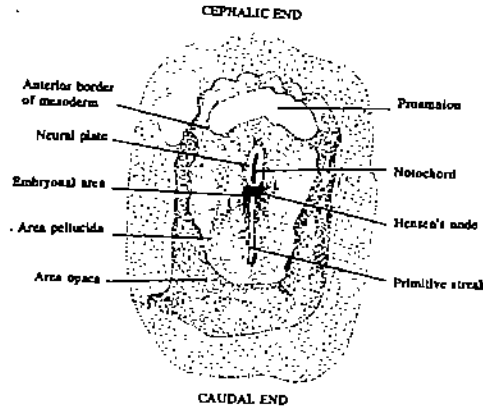 CEPHALIC END
Anterior border
of mesoderm
Proamnion
Neural plate
Notochord
Embryonal area
Hensen's node
Area pellucida
Area opaca
Primitive streak
CAUDAL END